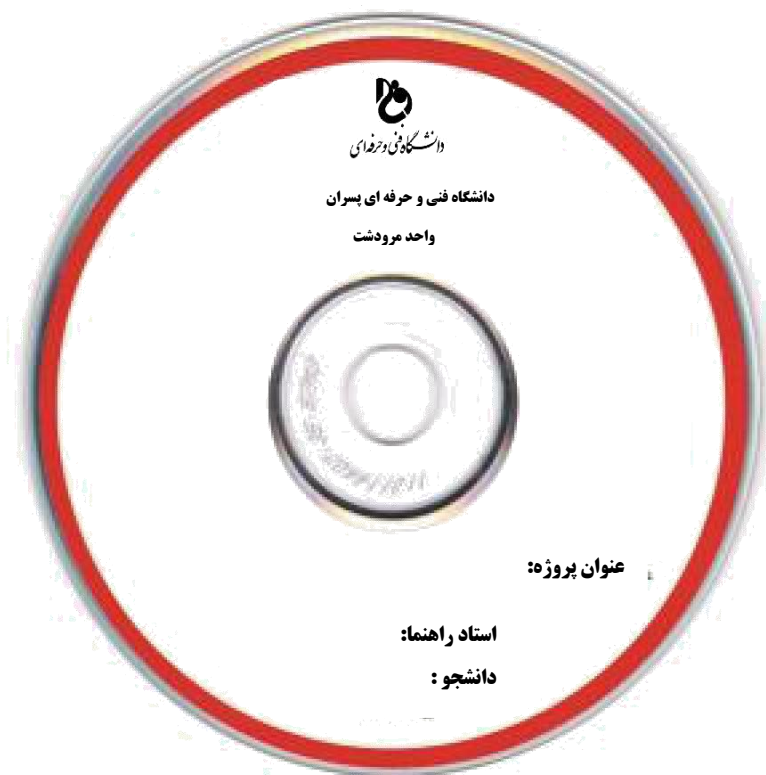 دانشگاه فنی و حرفه‌ای
دانشگاه فنی و حرفه ای پسران
واحد مرودشت
عنوان پروژه:
استاد راهنما:
دانشجو :